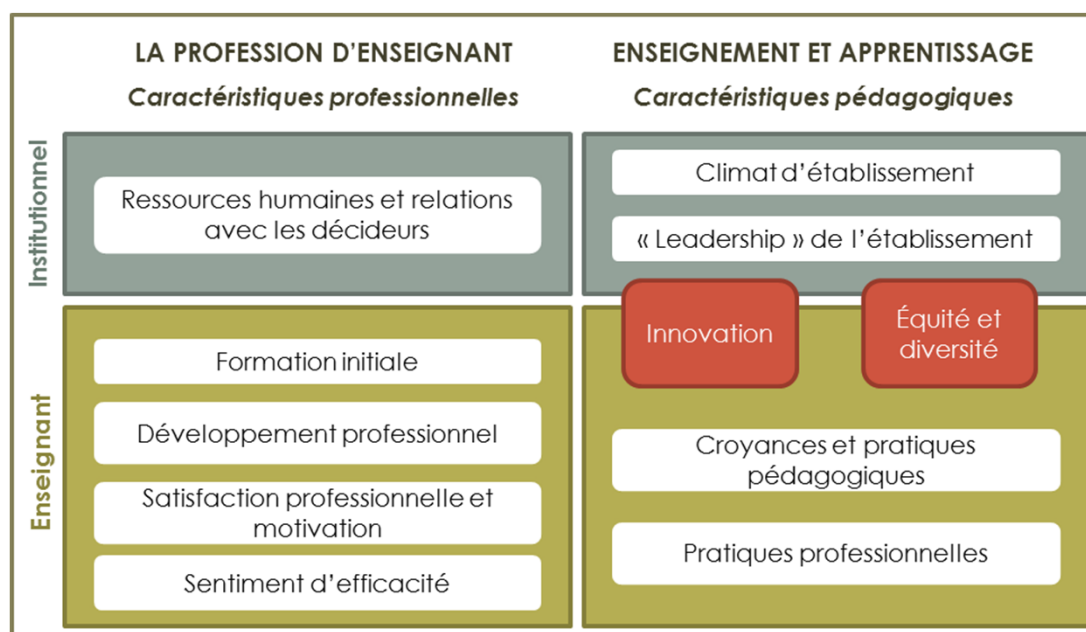 LA PROFESSION D'ENSEIGNANT
Caractéristiques professionnelles
ENSEIGNEMENT ET APPRENTISSAGE
Caractéristiques pédagogiques
Institutionnel
Ressources humaines et relations
avec les décideurs
Climat d'établissement
« Leadership » de l'établissement
Innovation
Équité et
diversité
Enseignant
Formation initiale
Développement professionnel
Satisfaction professionnelle et
motivation
Sentiment d'efficacité
Croyances et pratiques
pédagogiques
Pratiques professionnelles